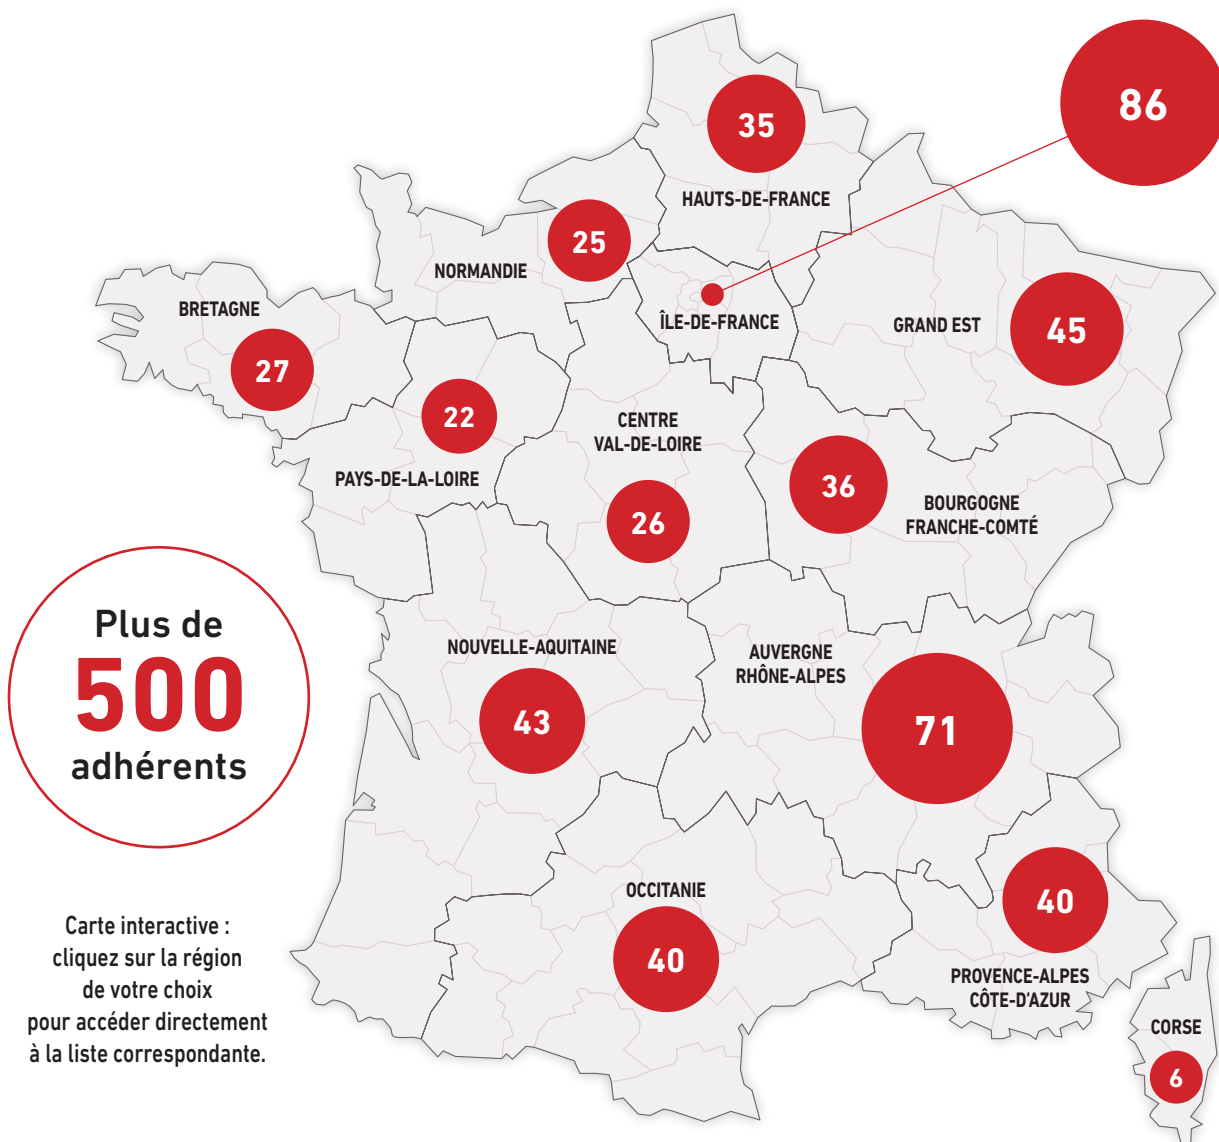 86
35
HAUTS-DE-FRANCE
25
NORMANDIE
BRETAGNE
27
ÎLE-DE-FRANCE
GRAND EST
45
22
PAYS-DE-LA-LOIRE
CENTRE
VAL-DE-LOIRE
26
36
BOURGOGNE
FRANCHE-COMTÉ
Plus de
500
adhérents
NOUVELLE-AQUITAINE
43
AUVERGNE
RHÔNE-ALPES
71
OCCITANIE
40
40
PROVENCE-ALPES
CÔTE-D'AZUR
CORSE
6
Carte interactive :
cliquez sur la région
de votre choix
pour accéder directement
à la liste correspondante.